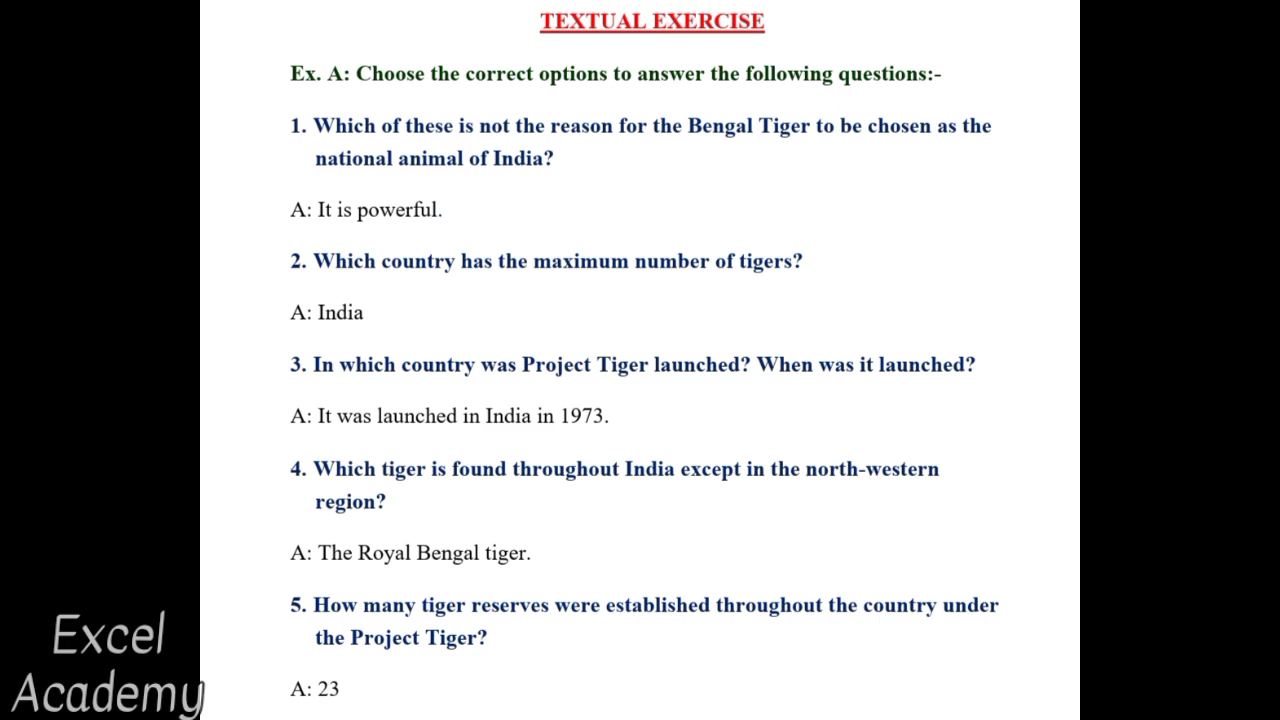 TEXTUAL EXERCISE
Ex. A: Choose the correct options to answer the following questions:-
1. Which of these is not the reason for the Bengal Tiger to be chosen as the
national animal of India?
A: It is powerful.
2. Which country has the maximum number of tigers?
A: India
3. In which country was Project Tiger launched? When was it launched?
A: It was launched in India in 1973.
4. Which tiger is found throughout India except in the north-western
region?
A: The Royal Bengal tiger.
5. How many tiger reserves were established throughout the country under
the Project Tiger?
A: 23
Excel
Academy